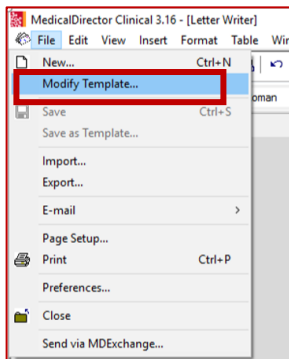 MedicalDirector Clinical 3.16 - [Letter Writer]
File Edit View Insert Format Table Win
New... Ctrl+N
Modify Template...
oman
Save Ctrl+S
Save as Template...
Import...
Export...
E-mail >
Page Setup...
Print Ctrl+P
Preferences...
Close
Send via MDExchange...